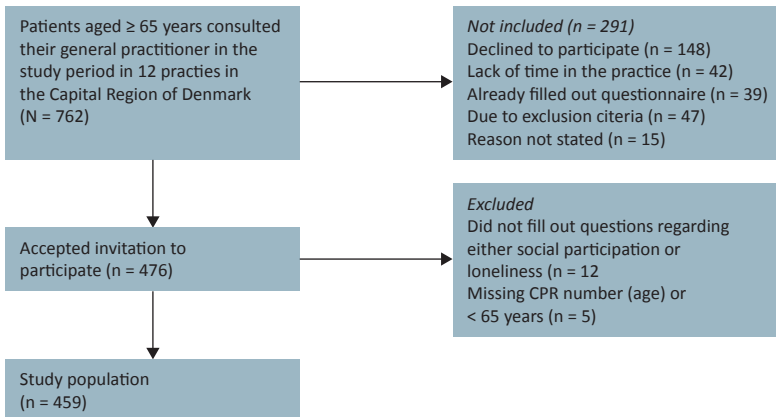 Patients aged ≥ 65 years consulted
their general practitioner in the
study period in 12 practies in
the Capital Region of Denmark
(N = 762)
Not included (n = 291)
Declined to participate (n = 148)
Lack of time in the practice (n = 42)
Already filled out questionnaire (n = 39)
Due to exclusion citeria (n = 47)
Reason not stated (n = 15)
Accepted invitation to
participate (n = 476)
Excluded
Did not fill out questions regarding
either social participation or
loneliness (n = 12
Missing CPR number (age) or
< 65 years (n = 5)
Study population
(n = 459)